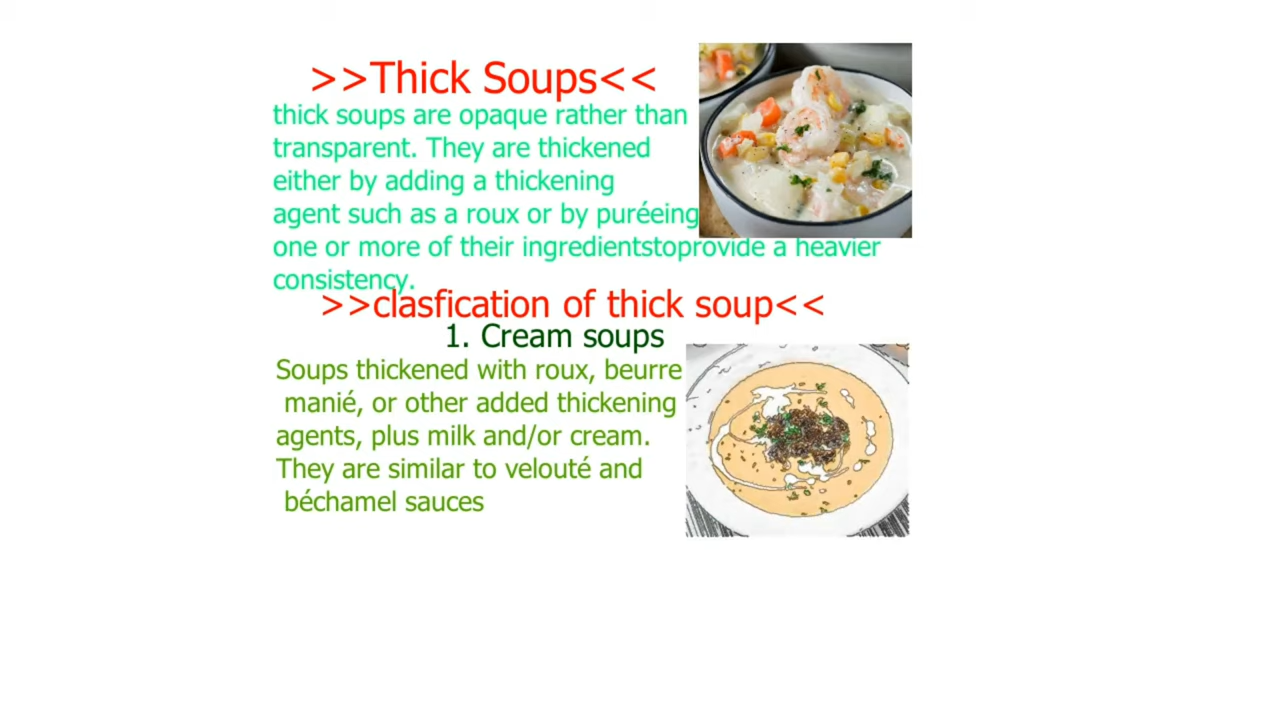 >>Thick Soups<<
thick soups are opaque rather than
transparent. They are thickened
either by adding a thickening
agent such as a roux or by puréeing
one or more of their ingredientstoprovide a heavier
consistency.
>>clasfication of thick soup<<
1. Cream soups
Soups thickened with roux, beurre
manié, or other added thickening
agents, plus milk and/or cream.
They are similar to velouté and
béchamel sauces